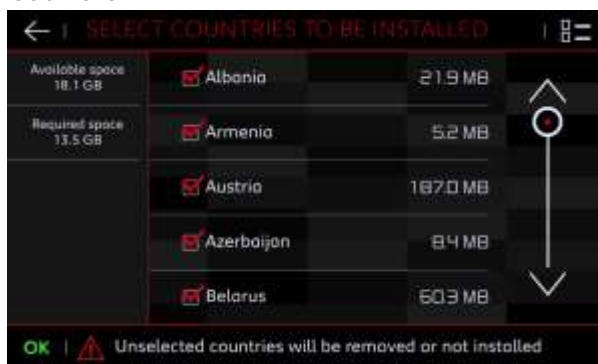 SELECT COUNTRIES TO BE INSTALLED
Available space
18.1 GB
Required space
13.5 GB
Albania 21.9 MB
Armenia 5.2 MB
Austria 187.0 MB
Azerbaijan 8.4 MB
Belarus 60.3 MB
OK Unselected countries will be removed or not installed